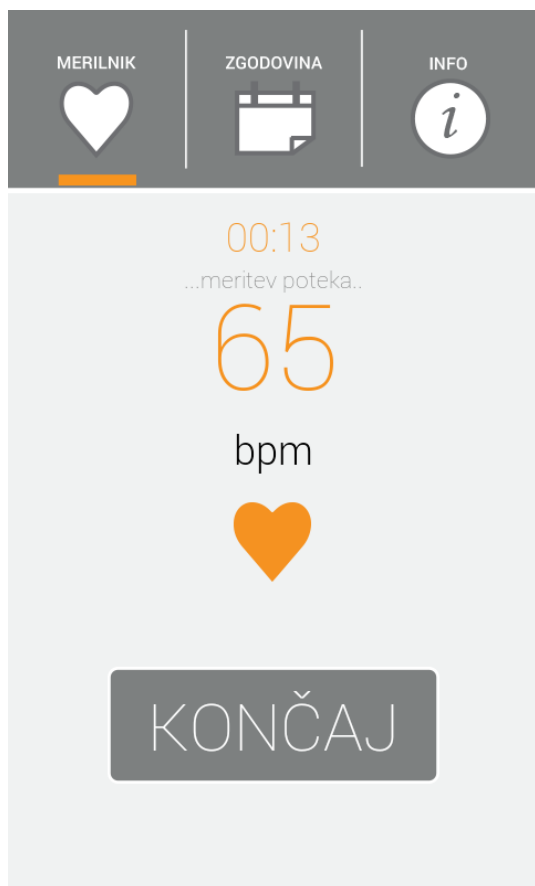 MERILNIK
ZGODOVINA
INFO
i
00:13
...meritev poteka..
65
bpm
KONČAJ